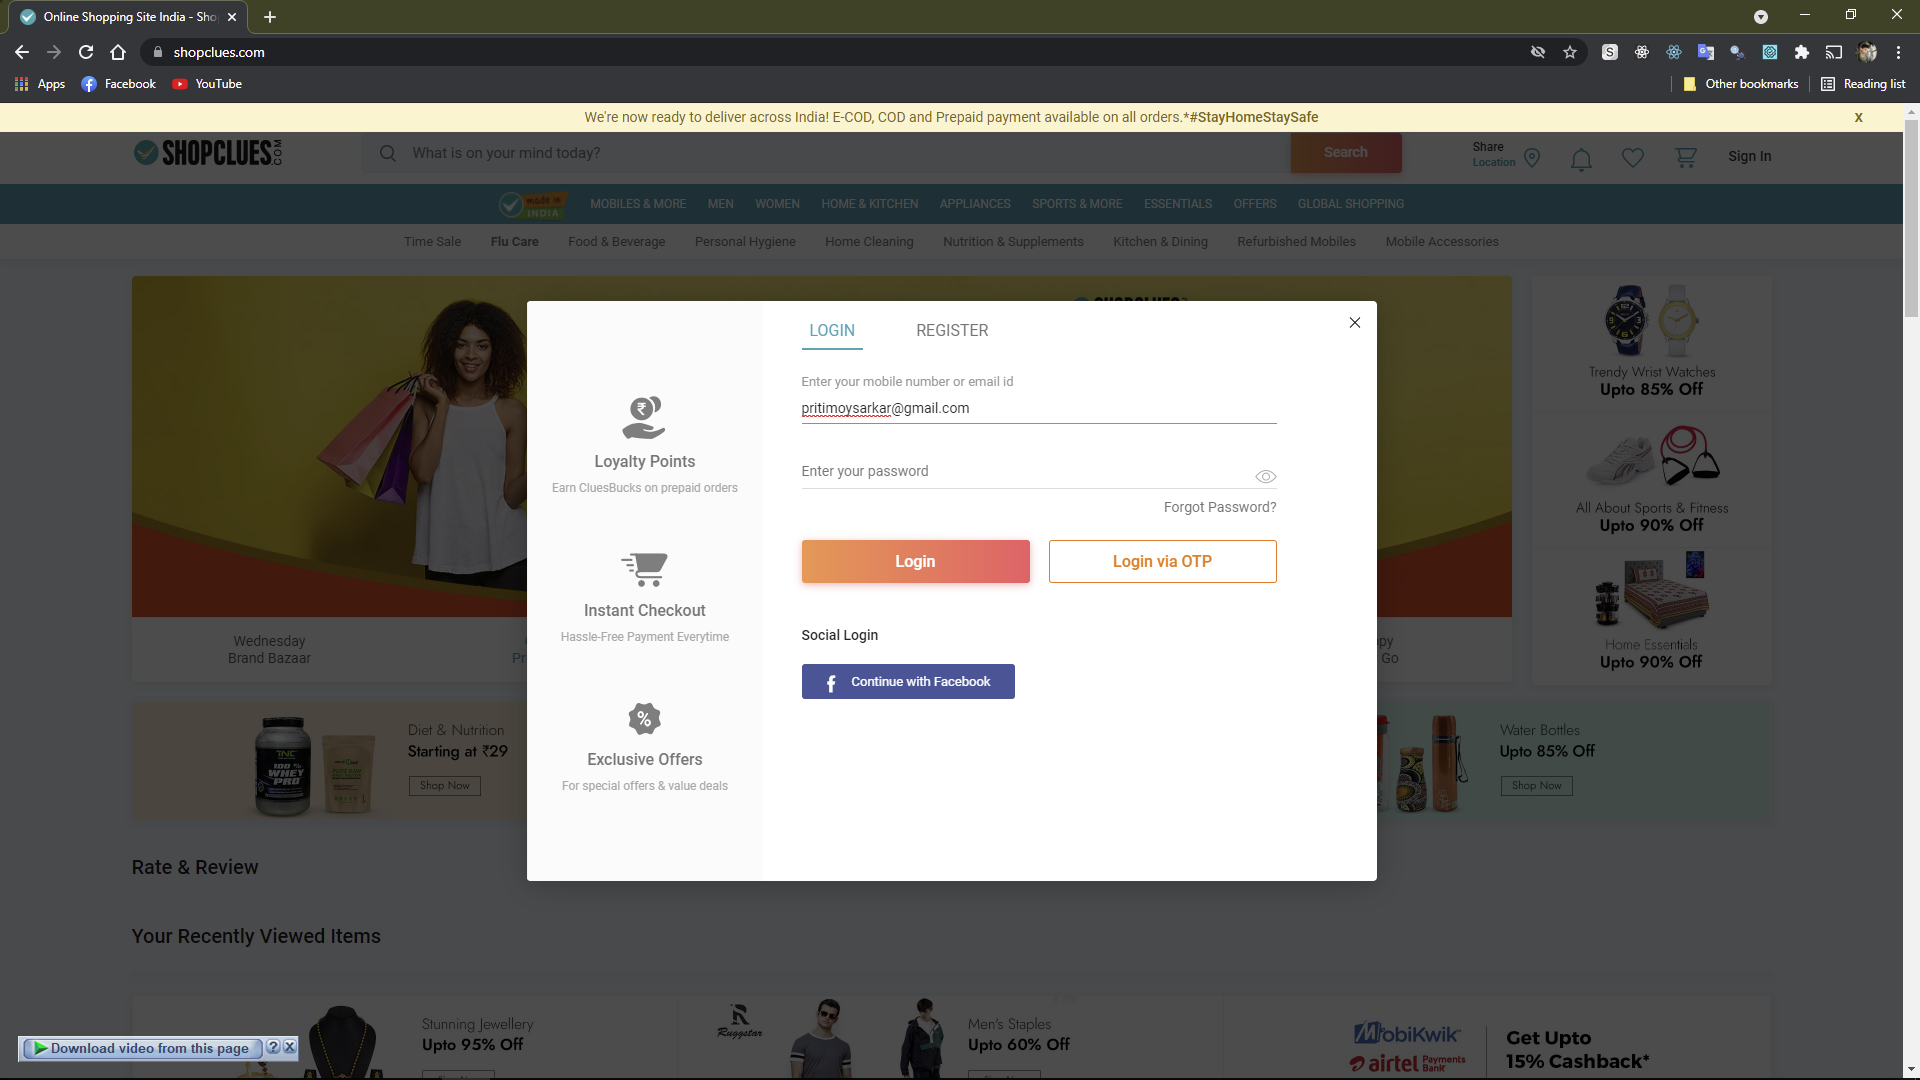 Online Shopping Site India - Sho
shopclues.com
Apps
Facebook
YouTube
Other bookmarks
Reading list
We're now ready to deliver across India! E-COD, COD and Prepaid payment available on all orders.*#StayHomeStaySafe
X
SHOPCLUES.COM
What is on your mind today?
Search
Share
Location
Sign In
made in
INDIA
MOBILES & MORE
MEN
WOMEN
HOME & KITCHEN
APPLIANCES
SPORTS & MORE
ESSENTIALS
OFFERS
GLOBAL SHOPPING
Time Sale
Flu Care
Food & Beverage
Personal Hygiene
Home Cleaning
Nutrition & Supplements
Kitchen & Dining
Refurbished Mobiles
Mobile Accessories
LOGIN
REGISTER
Enter your mobile number or email id
pritimoysarkar@gmail.com
Enter your password
Forgot Password?
Login
Login via OTP
Social Login
Continue with Facebook
Loyalty Points
Earn CluesBucks on prepaid orders
Instant Checkout
Hassle-Free Payment Everytime
Exclusive Offers
For special offers & value deals
Trendy Wrist Watches
Upto 85% Off
All About Sports & Fitness
Upto 90% Off
Home Essentials
Upto 90% Off
Wednesday
Brand Bazaar
Pr
ppy
Go
Diet & Nutrition
Starting at ₹29
Shop Now
TNC
100 %
WHEY
PRO
Water Bottles
Upto 85% Off
Shop Now
Rate & Review
Your Recently Viewed Items
Stunning Jewellery
Upto 95% Off
Ruggstar
Men's Staples
Upto 60% Off
MobiKwik
airtel Payments Bank
Get Upto
15% Cashback*
Download video from this page
?
X